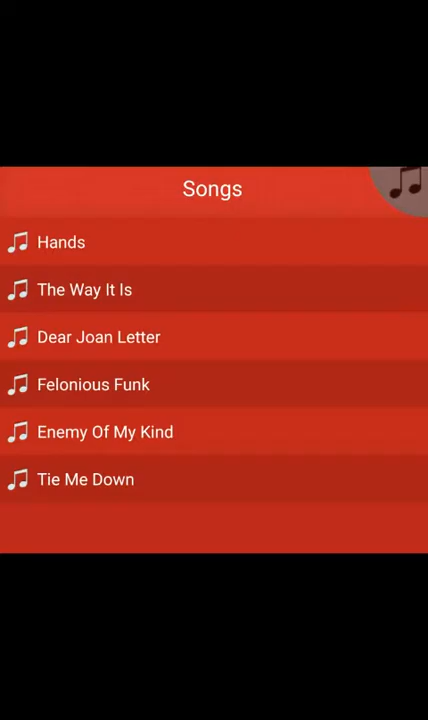 Songs
Hands
The Way It Is
Dear Joan Letter
Felonious Funk
Enemy Of My Kind
Tie Me Down